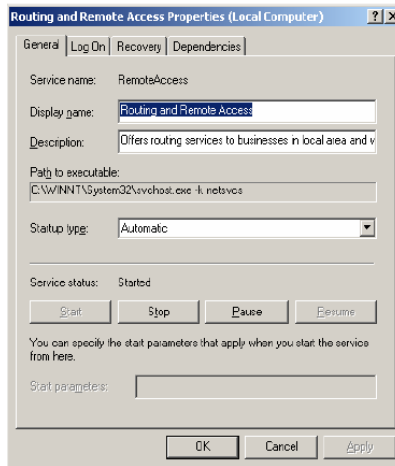 Routing and Remote Access Properties (Local Computer)
General Log On Recovery Dependencies
Service name: RemoteAccess
Display name: Routing and Remote Access
Description: Offers routing services to businesses in local area and v
Path to executable:
C:\WINNT\System32\svchost.exe -k netsvcs
Startup type: Automatic
Service status: Started
Start Stop Pause Resume
You can specify the start parameters that apply when you start the service
from here.
Start parameters:
OK Cancel Apply